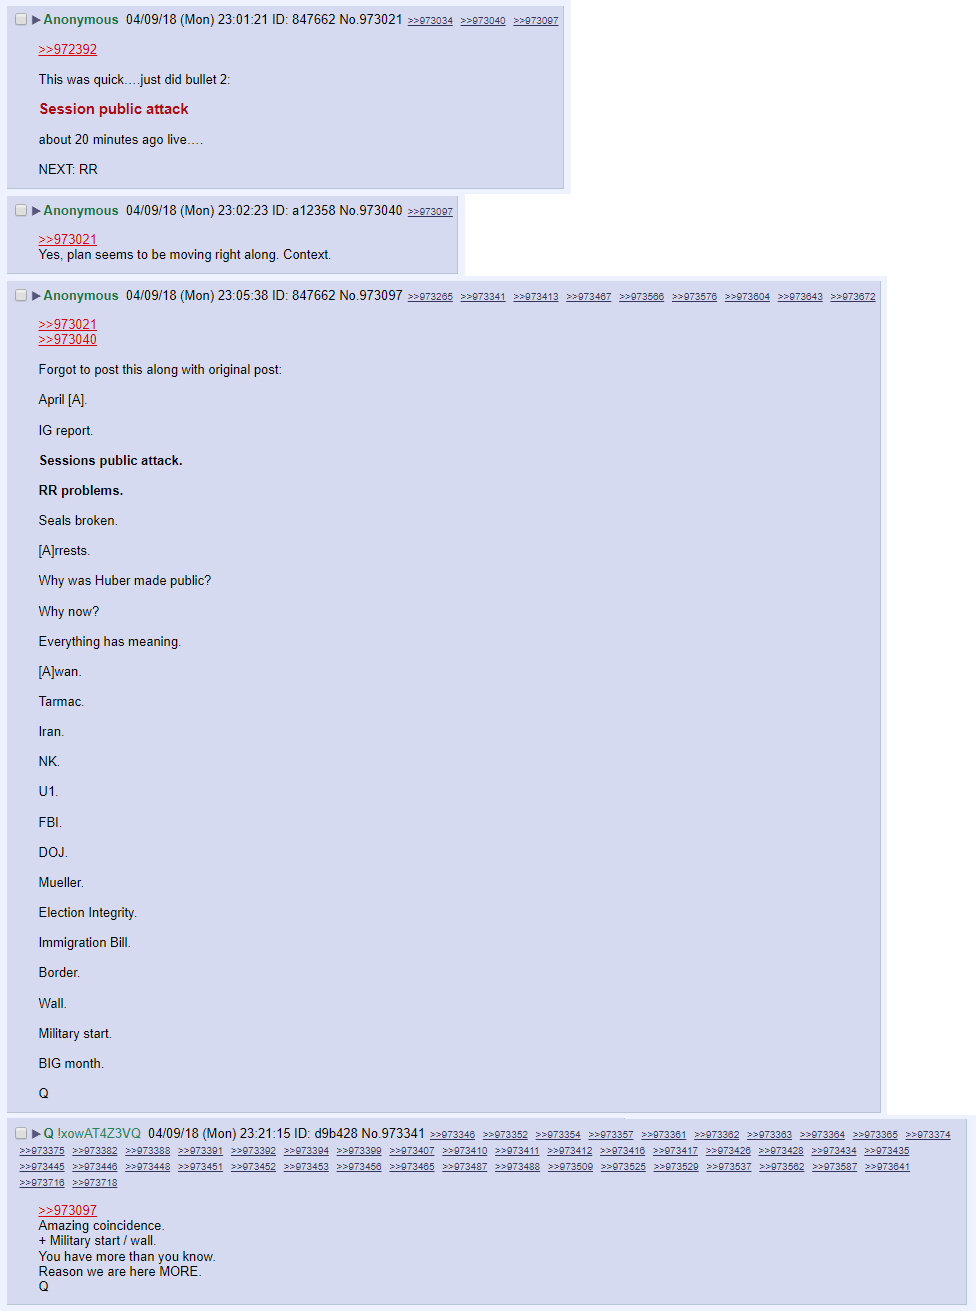 Anonymous 04/09/18 (Mon) 23:01:21 ID: 847662 No.973021 >>973034 >>973040 >>973097
>>972392
This was quick….just did bullet 2:
Session public attack
about 20 minutes ago live….
NEXT: RR
Anonymous 04/09/18 (Mon) 23:02:23 ID: a12358 No.973040 >>973097
>>973021
Yes, plan seems to be moving right along. Context.
Anonymous 04/09/18 (Mon) 23:05:38 ID: 847662 No.973097 >>973265 >>973341 >>973413 >>973467 >>973566 >>973576 >>973604 >>973643 >>973672
>>973021
>>973040
Forgot to post this along with original post:
April [A].
IG report.
Sessions public attack.
RR problems.
Seals broken.
[A]rrests.
Why was Huber made public?
Why now?
Everything has meaning.
[A]wan.
Tarmac.
Iran.
NK.
U1.
FBI.
DOJ.
Mueller.
Election Integrity.
Immigration Bill.
Border.
Wall.
Military start.
BIG month.
Q
Q !xowAT4Z3VQ 04/09/18 (Mon) 23:21:15 ID: d9b428 No.973341 >>973346 >>973352 >>973354 >>973357 >>973361 >>973362 >>973363 >>973364 >>973365 >>973374
>>973375 >>973382 >>973388 >>973391 >>973392 >>973394 >>973399 >>973407 >>973410 >>973411 >>973412 >>973416 >>973417 >>973426 >>973428 >>973434 >>973435
>>973445 >>973446 >>973448 >>973451 >>973452 >>973453 >>973456 >>973465 >>973487 >>973488 >>973509 >>973525 >>973529 >>973537 >>973562 >>973587 >>973641
>>973716 >>973718
>>973097
Amazing coincidence.
+ Military start / wall.
You have more than you know.
Reason we are here MORE.
Q